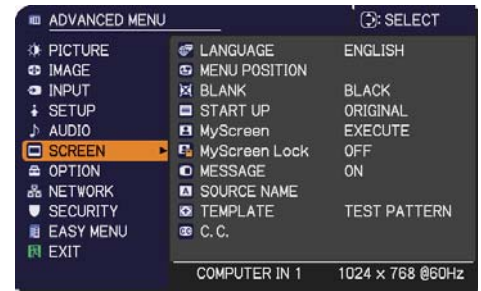 ADVANCED MENU : SELECT
PICTURE LANGUAGE ENGLISH
IMAGE MENU POSITION
INPUT BLANK BLACK
SETUP START UP ORIGINAL
AUDIO MyScreen EXECUTE
SCREEN MyScreen Lock OFF
OPTION MESSAGE ON
NETWORK SOURCE NAME
SECURITY TEMPLATE TEST PATTERN
EASY MENU C.C.
EXIT
COMPUTER IN 1 1024 x 768 @60Hz